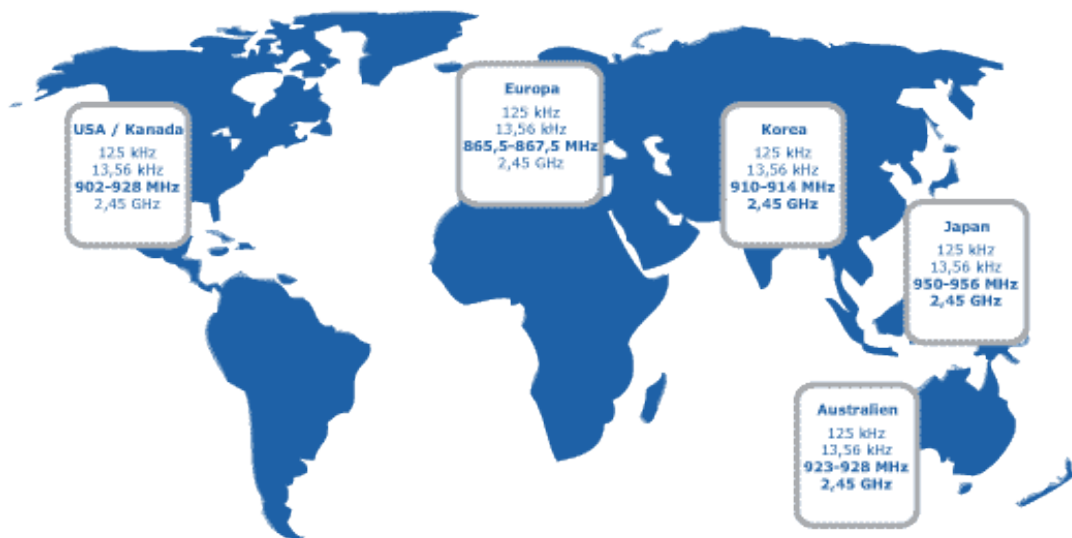 USA / Kanada
125 kHz
13,56 kHz
902-928 MHz
2,45 GHz
Europa
125 kHz
13,56 kHz
865,5-867,5 MHz
2,45 GHz
Korea
125 kHz
13,56 kHz
910-914 MHz
2,45 GHz
Japan
125 kHz
13,56 kHz
950-956 MHz
2,45 GHz
Australien
125 kHz
13,56 kHz
923-928 MHz
2,45 GHz